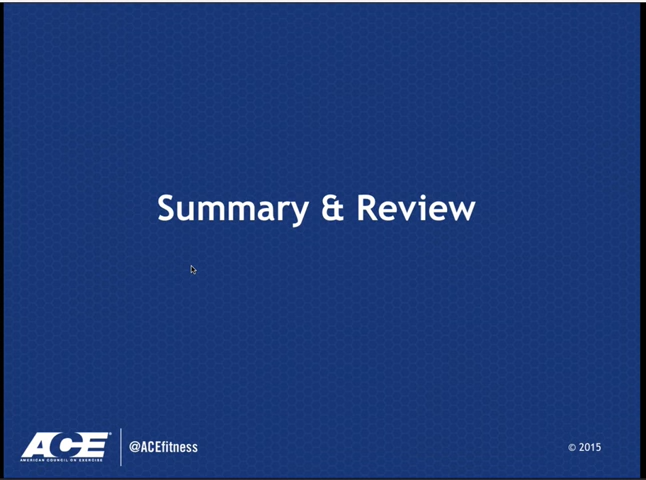 Summary & Review
ACE®
AMERICAN COUNCIL ON EXERCISE
@ACEfitness
© 2015